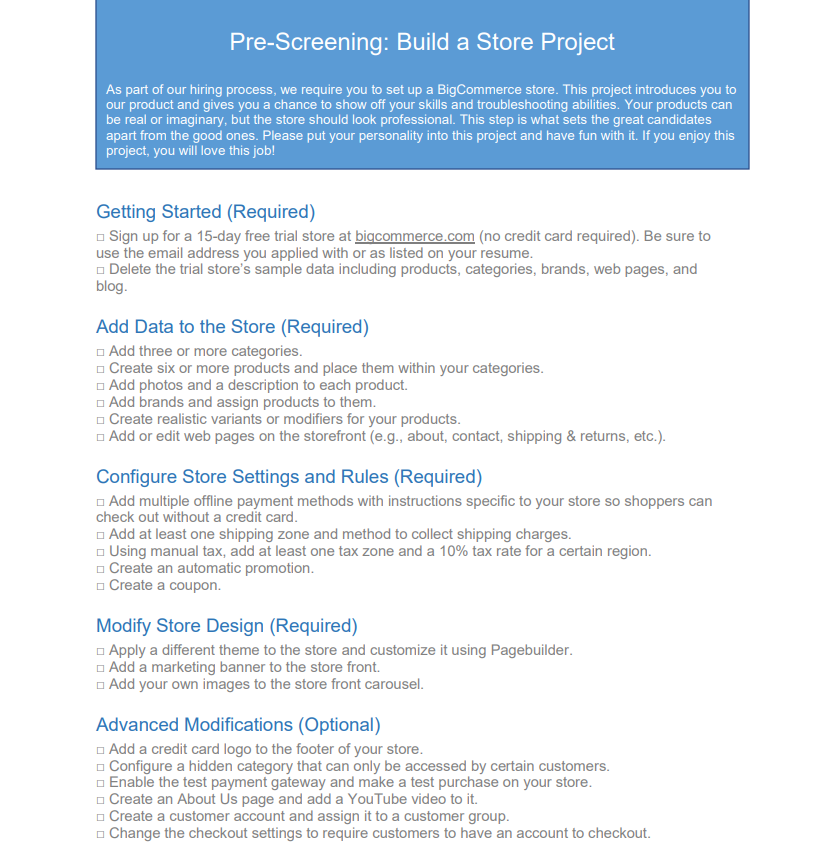 Pre-Screening: Build a Store Project
As part of our hiring process, we require you to set up a BigCommerce store. This project introduces you to
our product and gives you a chance to show off your skills and troubleshooting abilities. Your products can
be real or imaginary, but the store should look professional. This step is what sets the great candidates
apart from the good ones. Please put your personality into this project and have fun with it. If you enjoy this
project, you will love this job!
Getting Started (Required)
□ Sign up for a 15-day free trial store at bigcommerce.com (no credit card required). Be sure to
use the email address you applied with or as listed on your resume.
□ Delete the trial store's sample data including products, categories, brands, web pages, and
blog.
Add Data to the Store (Required)
□ Add three or more categories.
□ Create six or more products and place them within your categories.
□ Add photos and a description to each product.
□ Add brands and assign products to them.
□ Create realistic variants or modifiers for your products.
□ Add or edit web pages on the storefront (e.g., about, contact, shipping & returns, etc.).
Configure Store Settings and Rules (Required)
□ Add multiple offline payment methods with instructions specific to your store so shoppers can
check out without a credit card.
□ Add at least one shipping zone and method to collect shipping charges.
□ Using manual tax, add at least one tax zone and a 10% tax rate for a certain region.
□ Create an automatic promotion.
□ Create a coupon.
Modify Store Design (Required)
□ Apply a different theme to the store and customize it using Pagebuilder.
□ Add a marketing banner to the store front.
□ Add your own images to the store front carousel.
Advanced Modifications (Optional)
□ Add a credit card logo to the footer of your store.
□ Configure a hidden category that can only be accessed by certain customers.
□ Enable the test payment gateway and make a test purchase on your store.
□ Create an About Us page and add a YouTube video to it.
□ Create a customer account and assign it to a customer group.
□ Change the checkout settings to require customers to have an account to checkout.